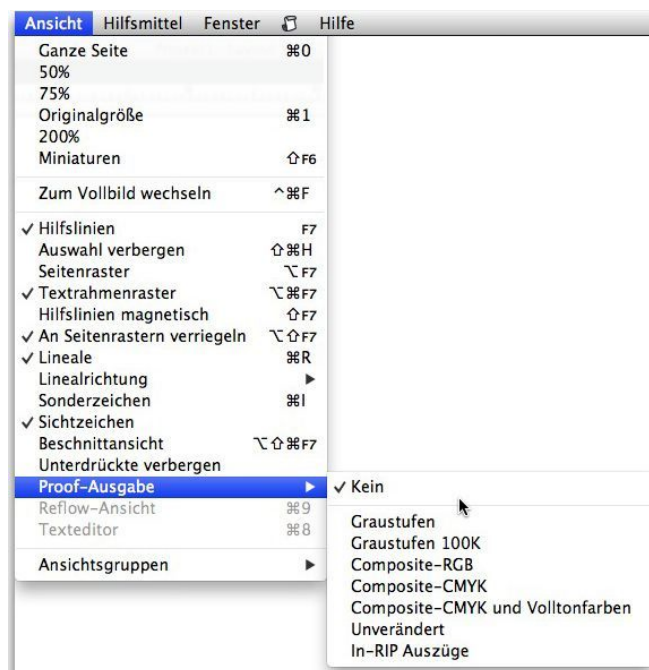 Ansicht Hilfsmittel Fenster Hilfe
Ganze Seite ⌘0
50%
75%
Originalgröße ⌘1
200%
Miniaturen ⇧F6
Zum Vollbild wechseln ^⌘F
✓ Hilfslinien F7
Auswahl verbergen ⇧⌘H
Seitenraster ⌥F7
✓ Textrahmenraster ⌥⌘F7
Hilfslinien magnetisch ⇧F7
✓ An Seitenrastern verriegeln ⌥⇧F7
✓ Lineale ⌘R
Linealrichtung ▶
Sonderzeichen ⌘I
✓ Sichtzeichen
Beschnittansicht ⌥⇧⌘F7
Unterdrückte verbergen
Proof-Ausgabe ▶
Reflow-Ansicht ⌘9
Texteditor ⌘8
Ansichtsgruppen ▶
✓ Kein
Graustufen
Graustufen 100K
Composite-RGB
Composite-CMYK
Composite-CMYK und Volltonfarben
Unverändert
In-RIP Auszüge